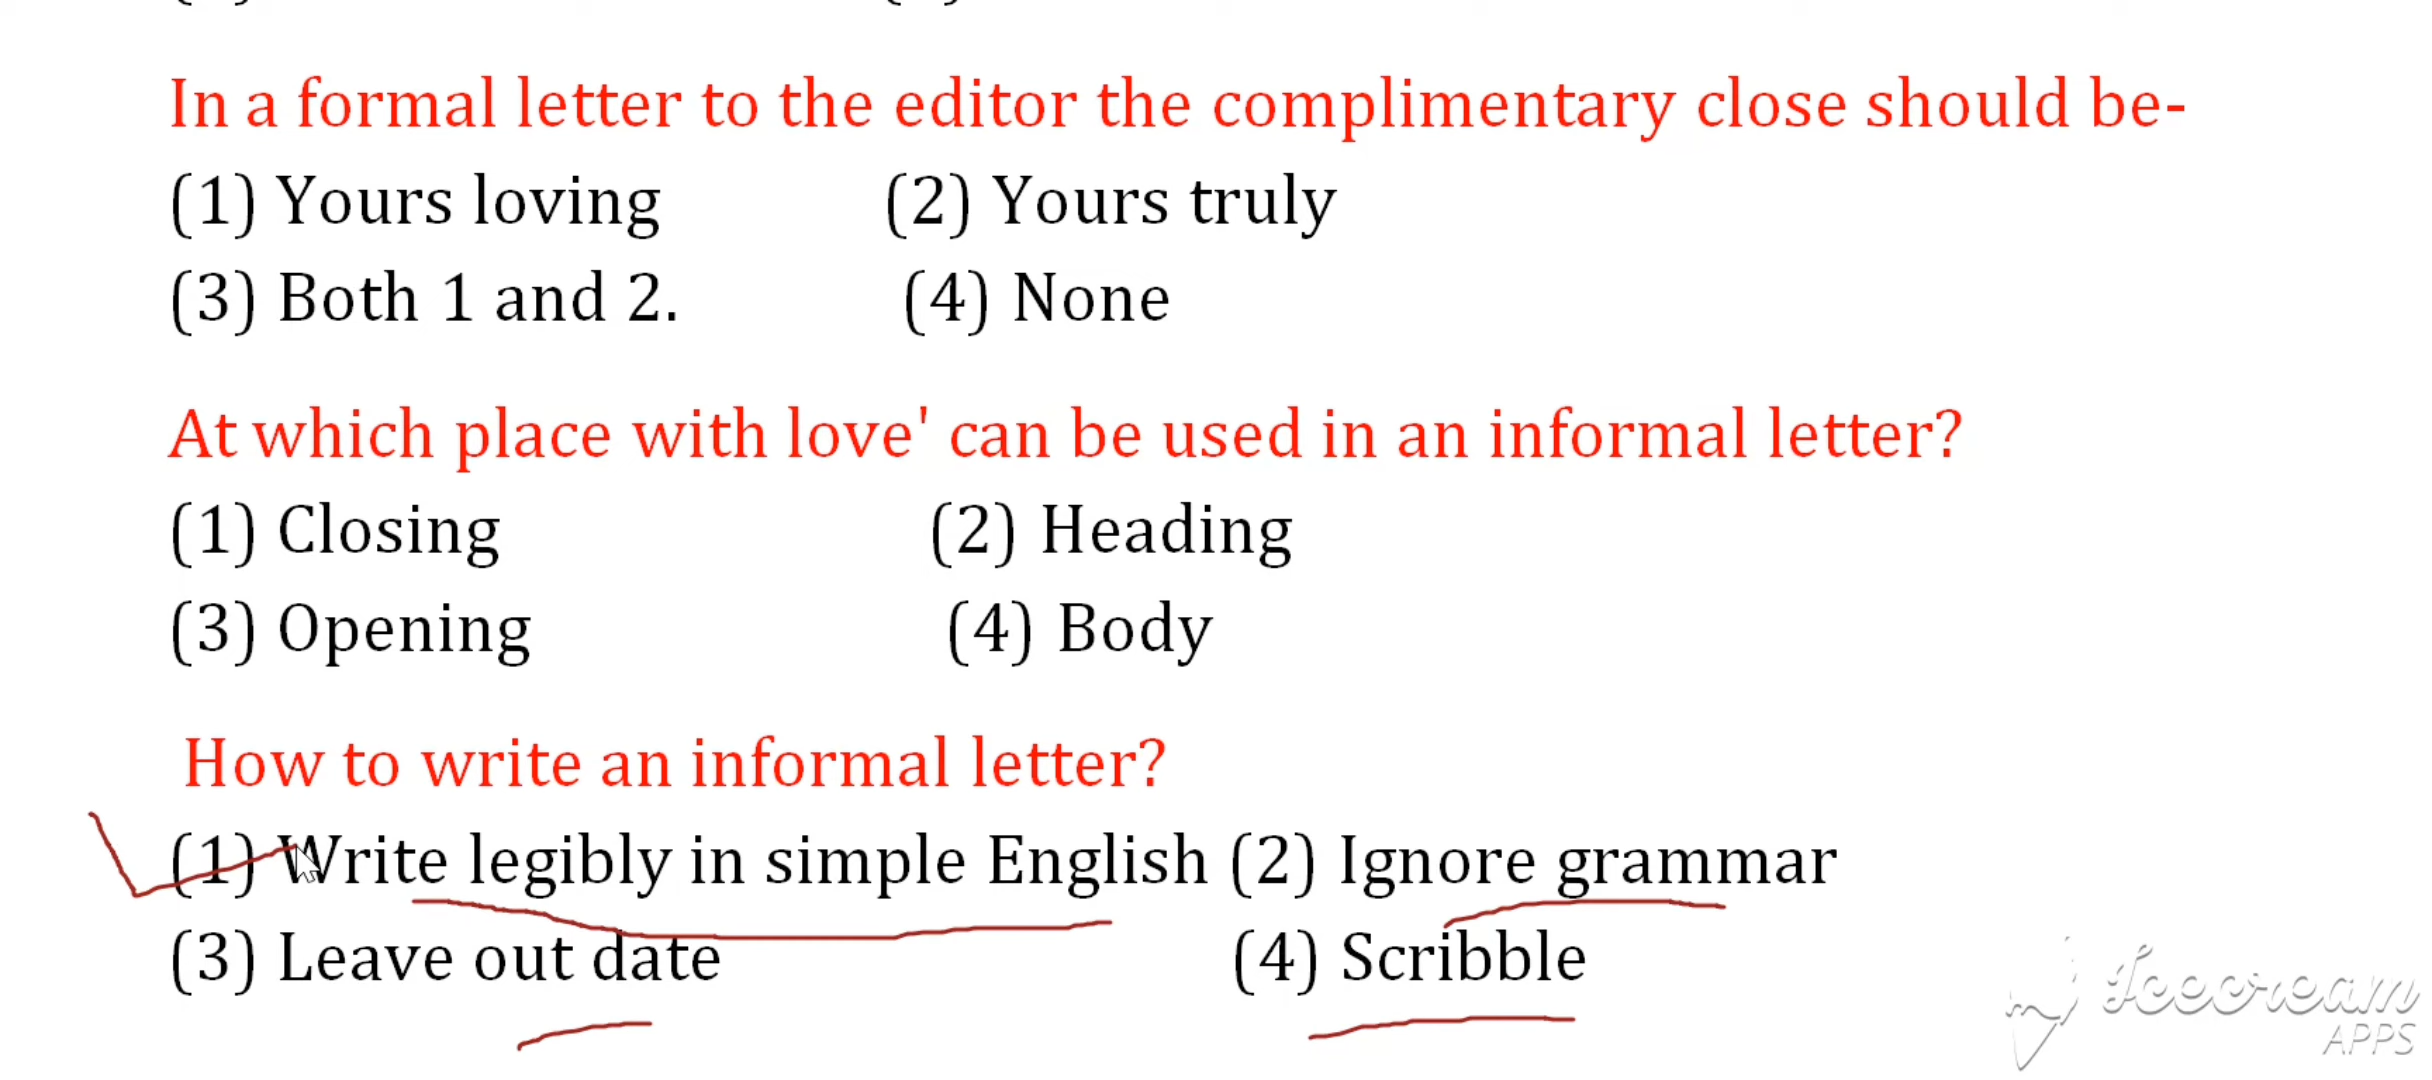 In a formal letter to the editor the complimentary close should be-
(1) Yours loving (2) Yours truly
(3) Both 1 and 2. (4) None
At which place with love' can be used in an informal letter?
(1) Closing (2) Heading
(3) Opening (4) Body
How to write an informal letter?
(1) Write legibly in simple English (2) Ignore grammar
(3) Leave out date (4) Scribble
Icecream
APPS